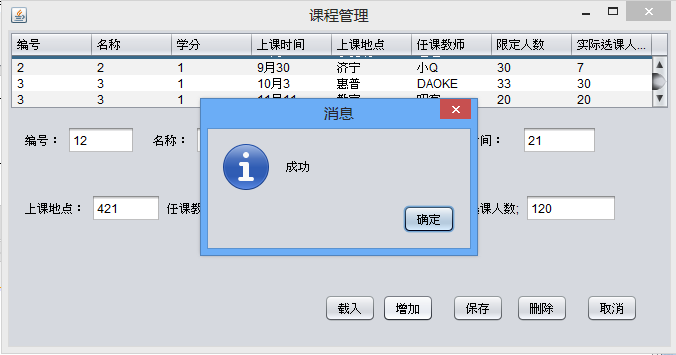 课程管理
编号 名称 学分 上课时间 上课地点 任课教师 限定人数 实际选课人...
2 2 1 9月30 济宁 小Q 30 7
3 3 1 10月3 惠普 DAOKE 33 30
3 3 1 20 20
消息
编号： 12 名称： 时间： 21
成功
上课地点： 421 任课教 课人数; 120
确定
载入 增加 保存 删除 取消